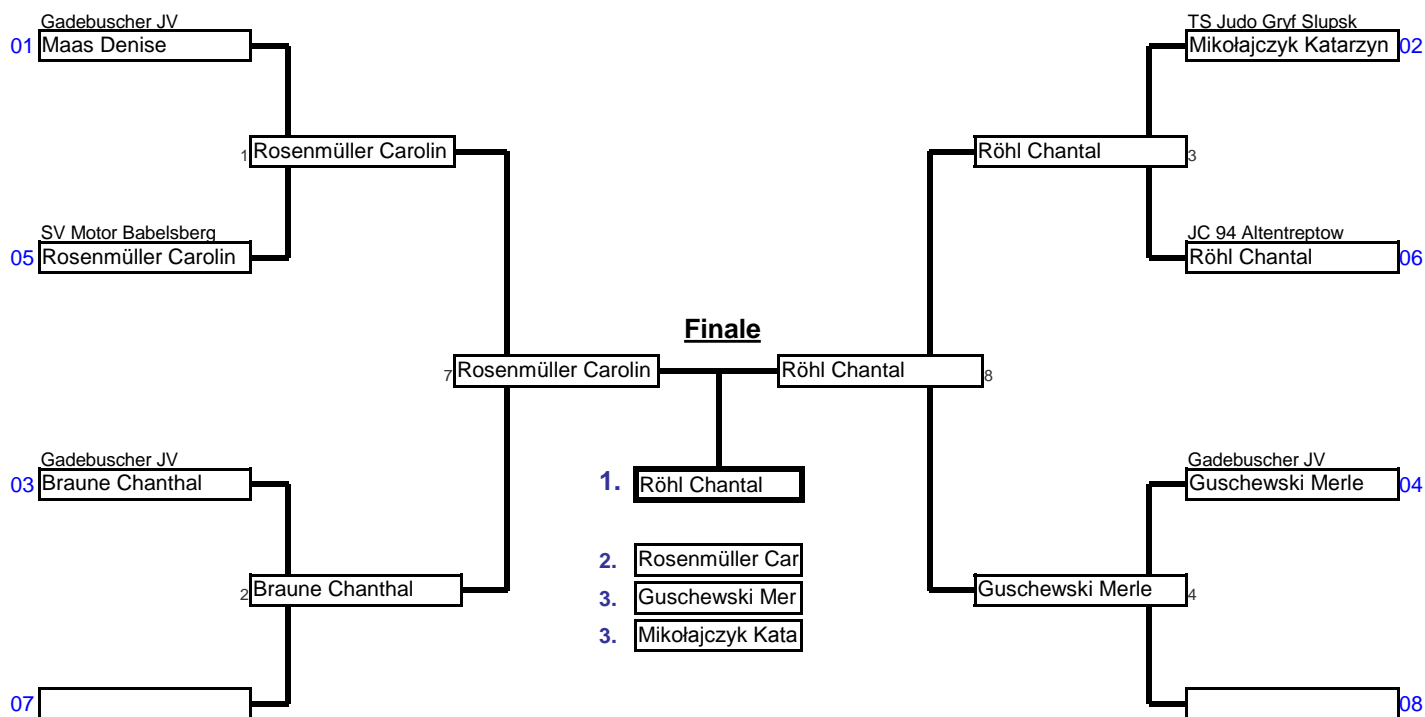 Gadebuscher JV
01 Maas Denise
TS Judo Gryf Slupsk
Mikołajczyk Katarzyn 02
1 Rosenmüller Carolin
Röhl Chantal 3
SV Motor Babelsberg
05 Rosenmüller Carolin
JC 94 Altentreptow
Röhl Chantal 06
Finale
7 Rosenmüller Carolin
Röhl Chantal 8
Gadebuscher JV
03 Braune Chanthal
1. Röhl Chantal
Gadebuscher JV
Guschewski Merle 04
2. Rosenmüller Car
2 Braune Chanthal
3. Guschewski Mer
Guschewski Merle 4
3. Mikołajczyk Kata
07
08